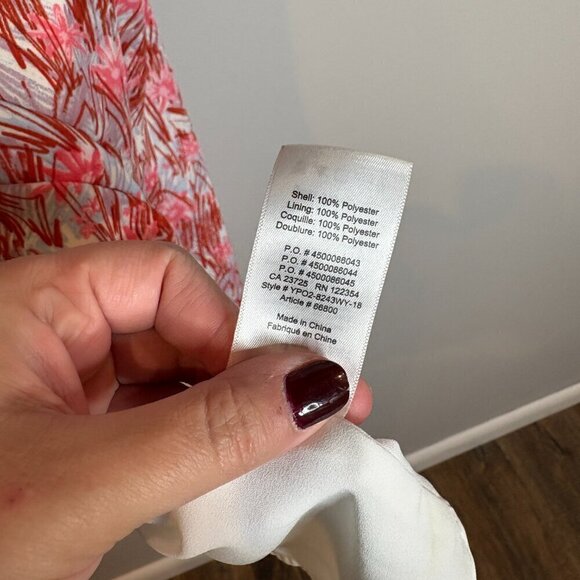 Shell: 100% Polyester
Lining: 100% Polyester
Coquille: 100% Polyester
Doublure: 100% Polyester
P.O. # 4500086043
P.O. # 4500086044
P.O. # 4500086045
CA 23725 RN 122354
Style # YPO2-8243WY-18
Article # 66800
Made in China
Fabriqué en Chine